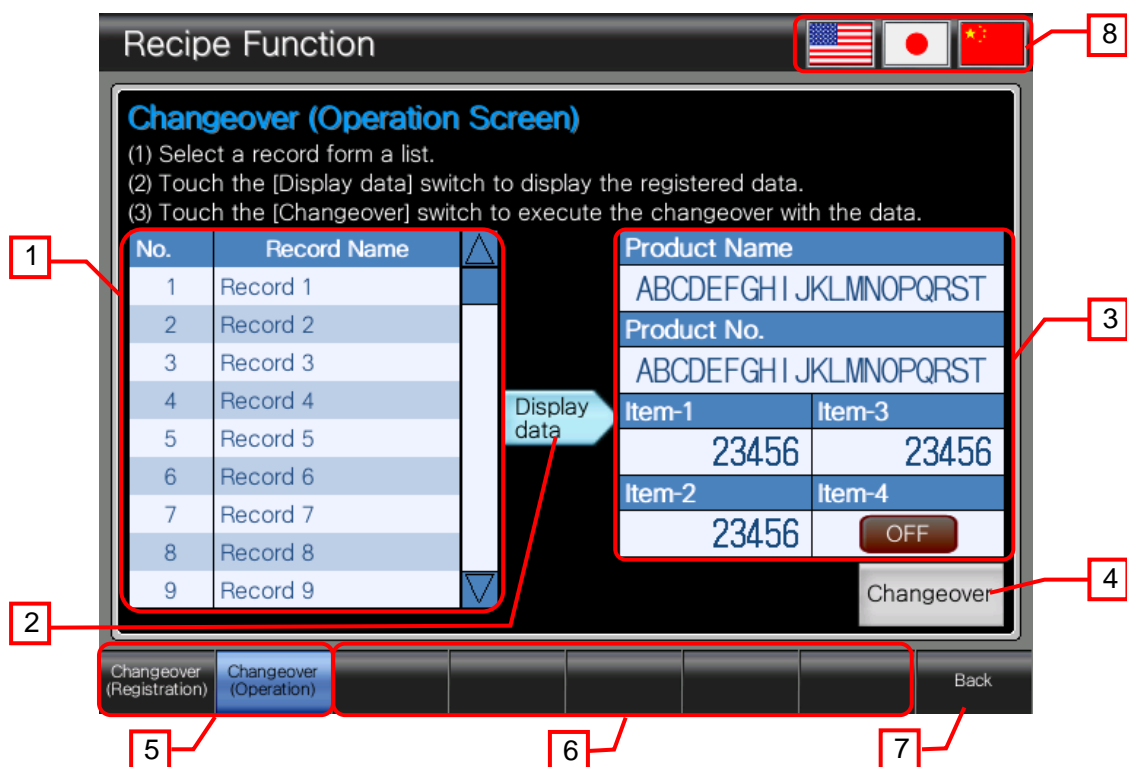 Recipe Function
8
Changeover (Operation Screen)
(1) Select a record form a list.
(2) Touch the [Display data] switch to display the registered data.
(3) Touch the [Changeover] switch to execute the changeover with the data.
1
No. Record Name
1 Record 1
2 Record 2
3 Record 3
4 Record 4
5 Record 5
6 Record 6
7 Record 7
8 Record 8
9 Record 9
2
Display
data
Product Name
ABCDEFGHIJKLMNOPQRST
Product No.
ABCDEFGHIJKLMNOPQRST
Item-1 Item-3
23456 23456
Item-2 Item-4
23456 OFF
3
Changeover
4
Changeover
(Registration)
Changeover
(Operation)
Back
5
6
7